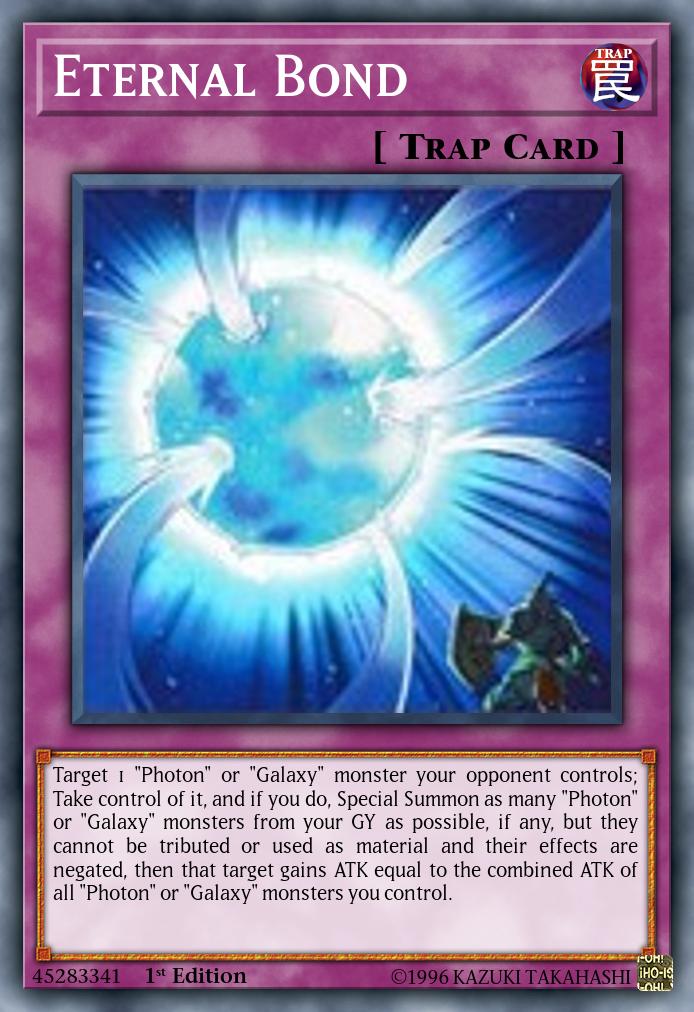 Eternal Bond
TRAP
罠
[ Trap Card ]
Target 1 "Photon" or "Galaxy" monster your opponent controls;
Take control of it, and if you do, Special Summon as many "Photon"
or "Galaxy" monsters from your GY as possible, if any, but they
cannot be tributed or used as material and their effects are
negated, then that target gains ATK equal to the combined ATK of
all "Photon" or "Galaxy" monsters you control.
45283341 1st Edition ©1996 KAZUKI TAKAHASHI